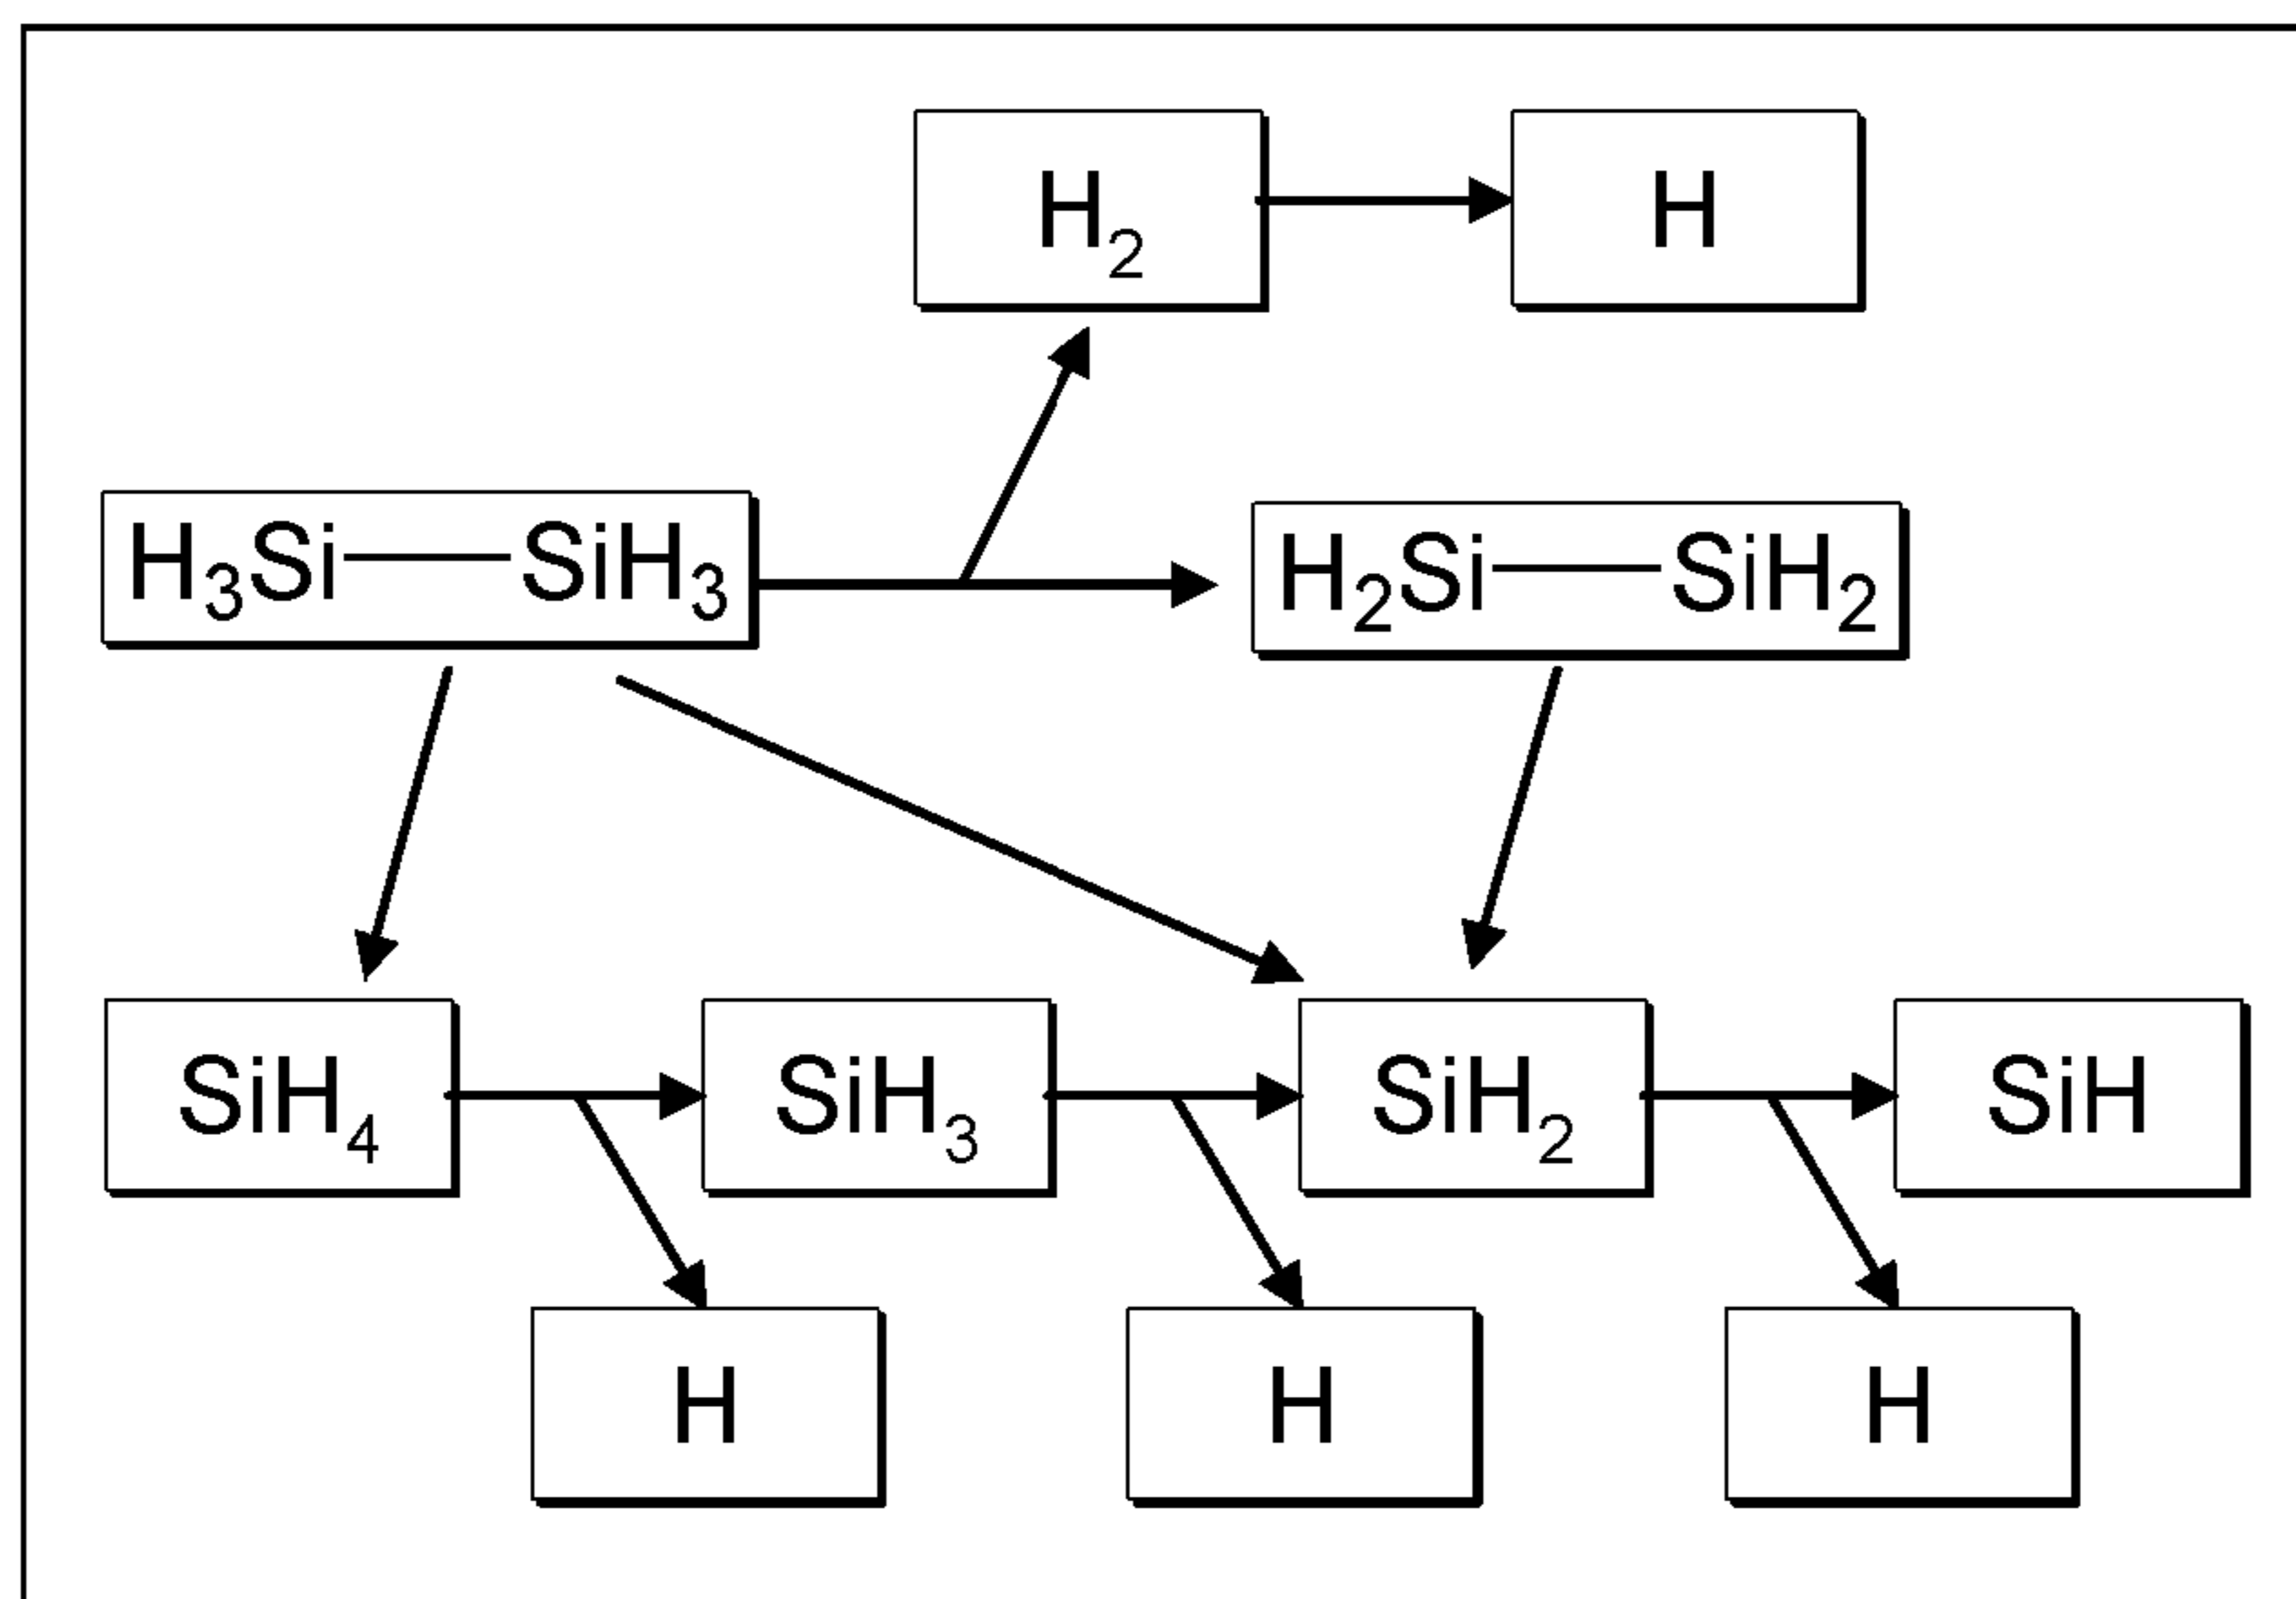 H₂ H
H₃Si—SiH₃ H₂Si—SiH₂
SiH₄ SiH₃ SiH₂ SiH
H H H